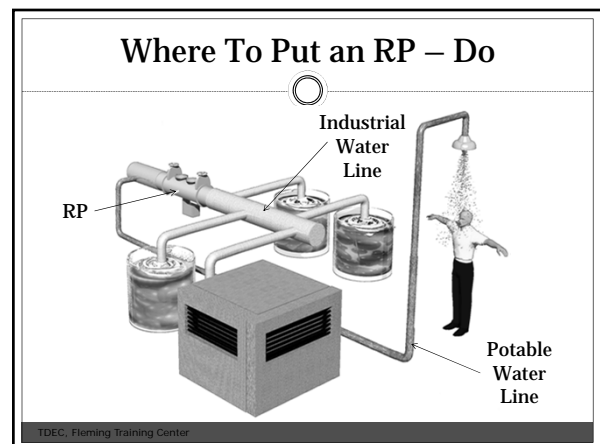 Where To Put an RP – Do
Industrial
Water
Line
RP
Potable
Water
Line
TDEC, Fleming Training Center